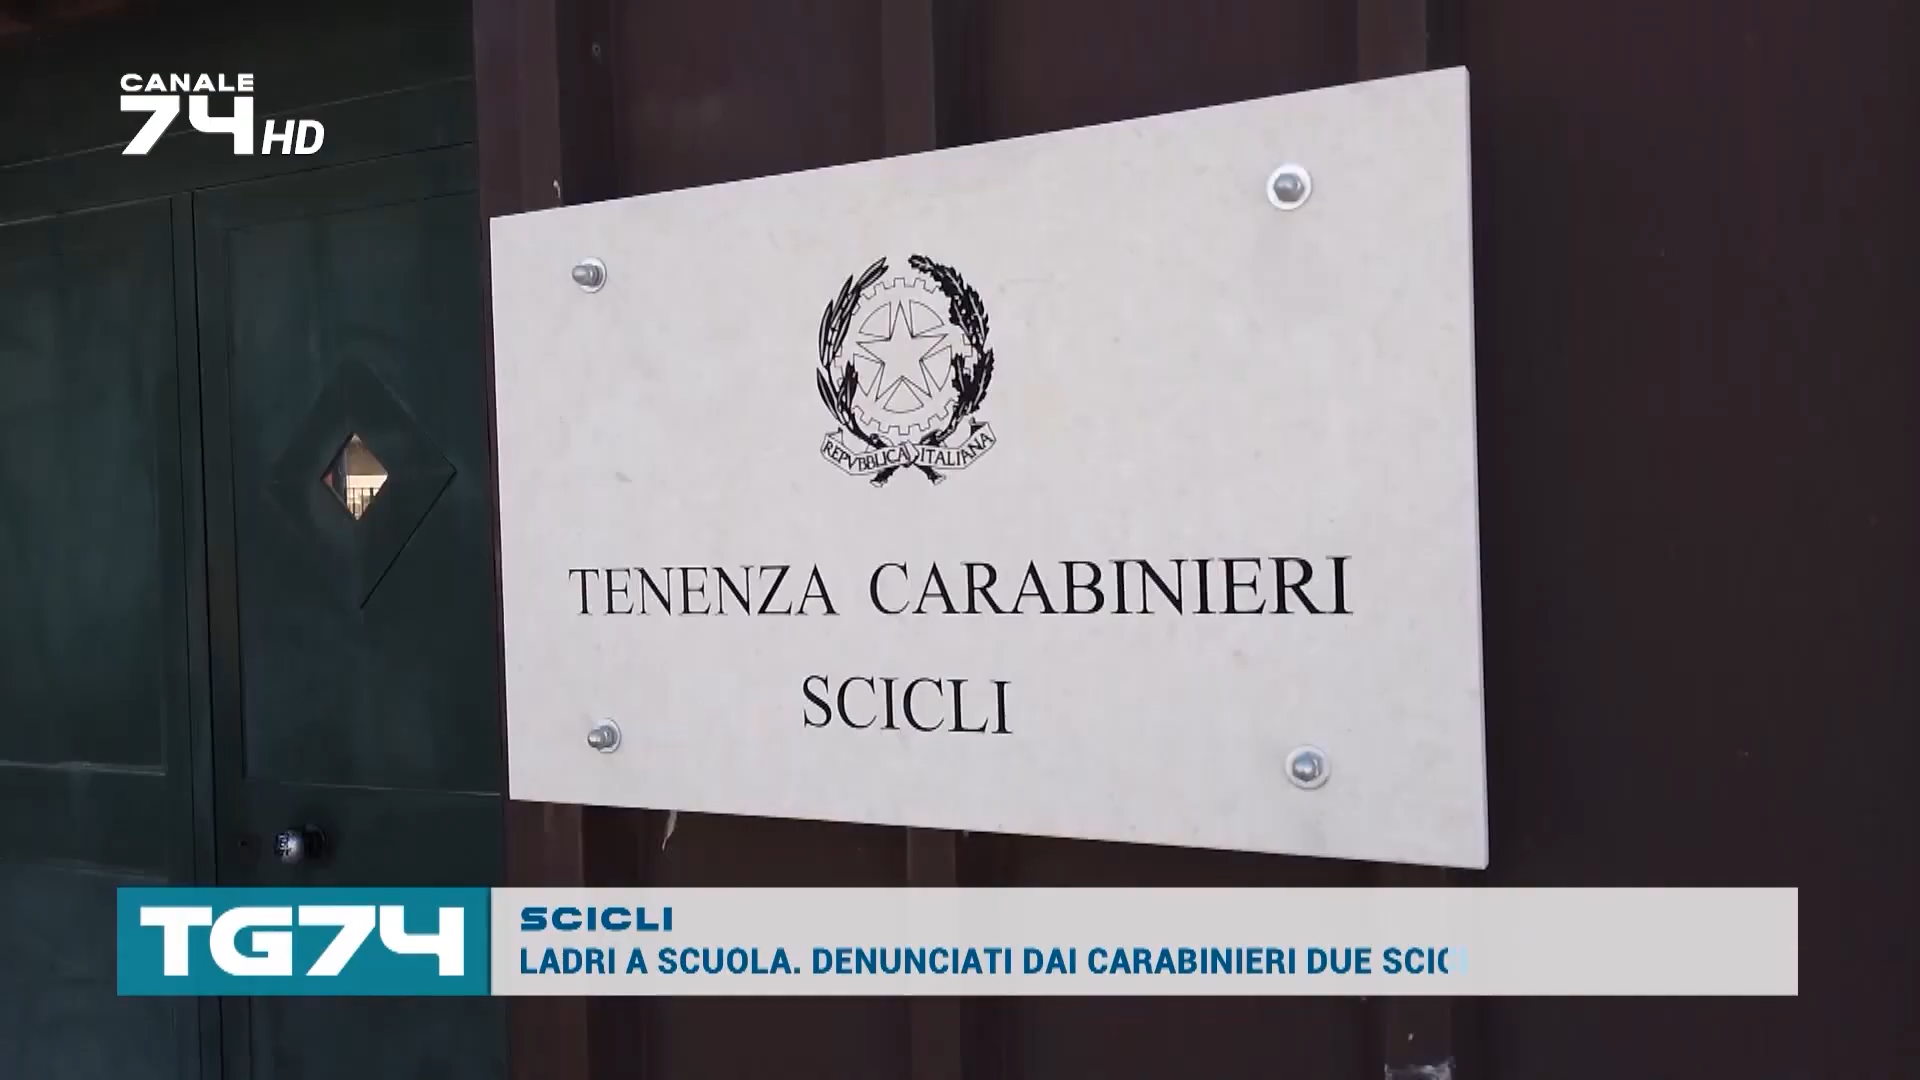 CANALE
74 HD
REPVBBLICA ITALIANA
TENENZA CARABINIERI
SCICLI
TG74
SCICLI
LADRI A SCUOLA. DENUNCIATI DAI CARABINIERI DUE